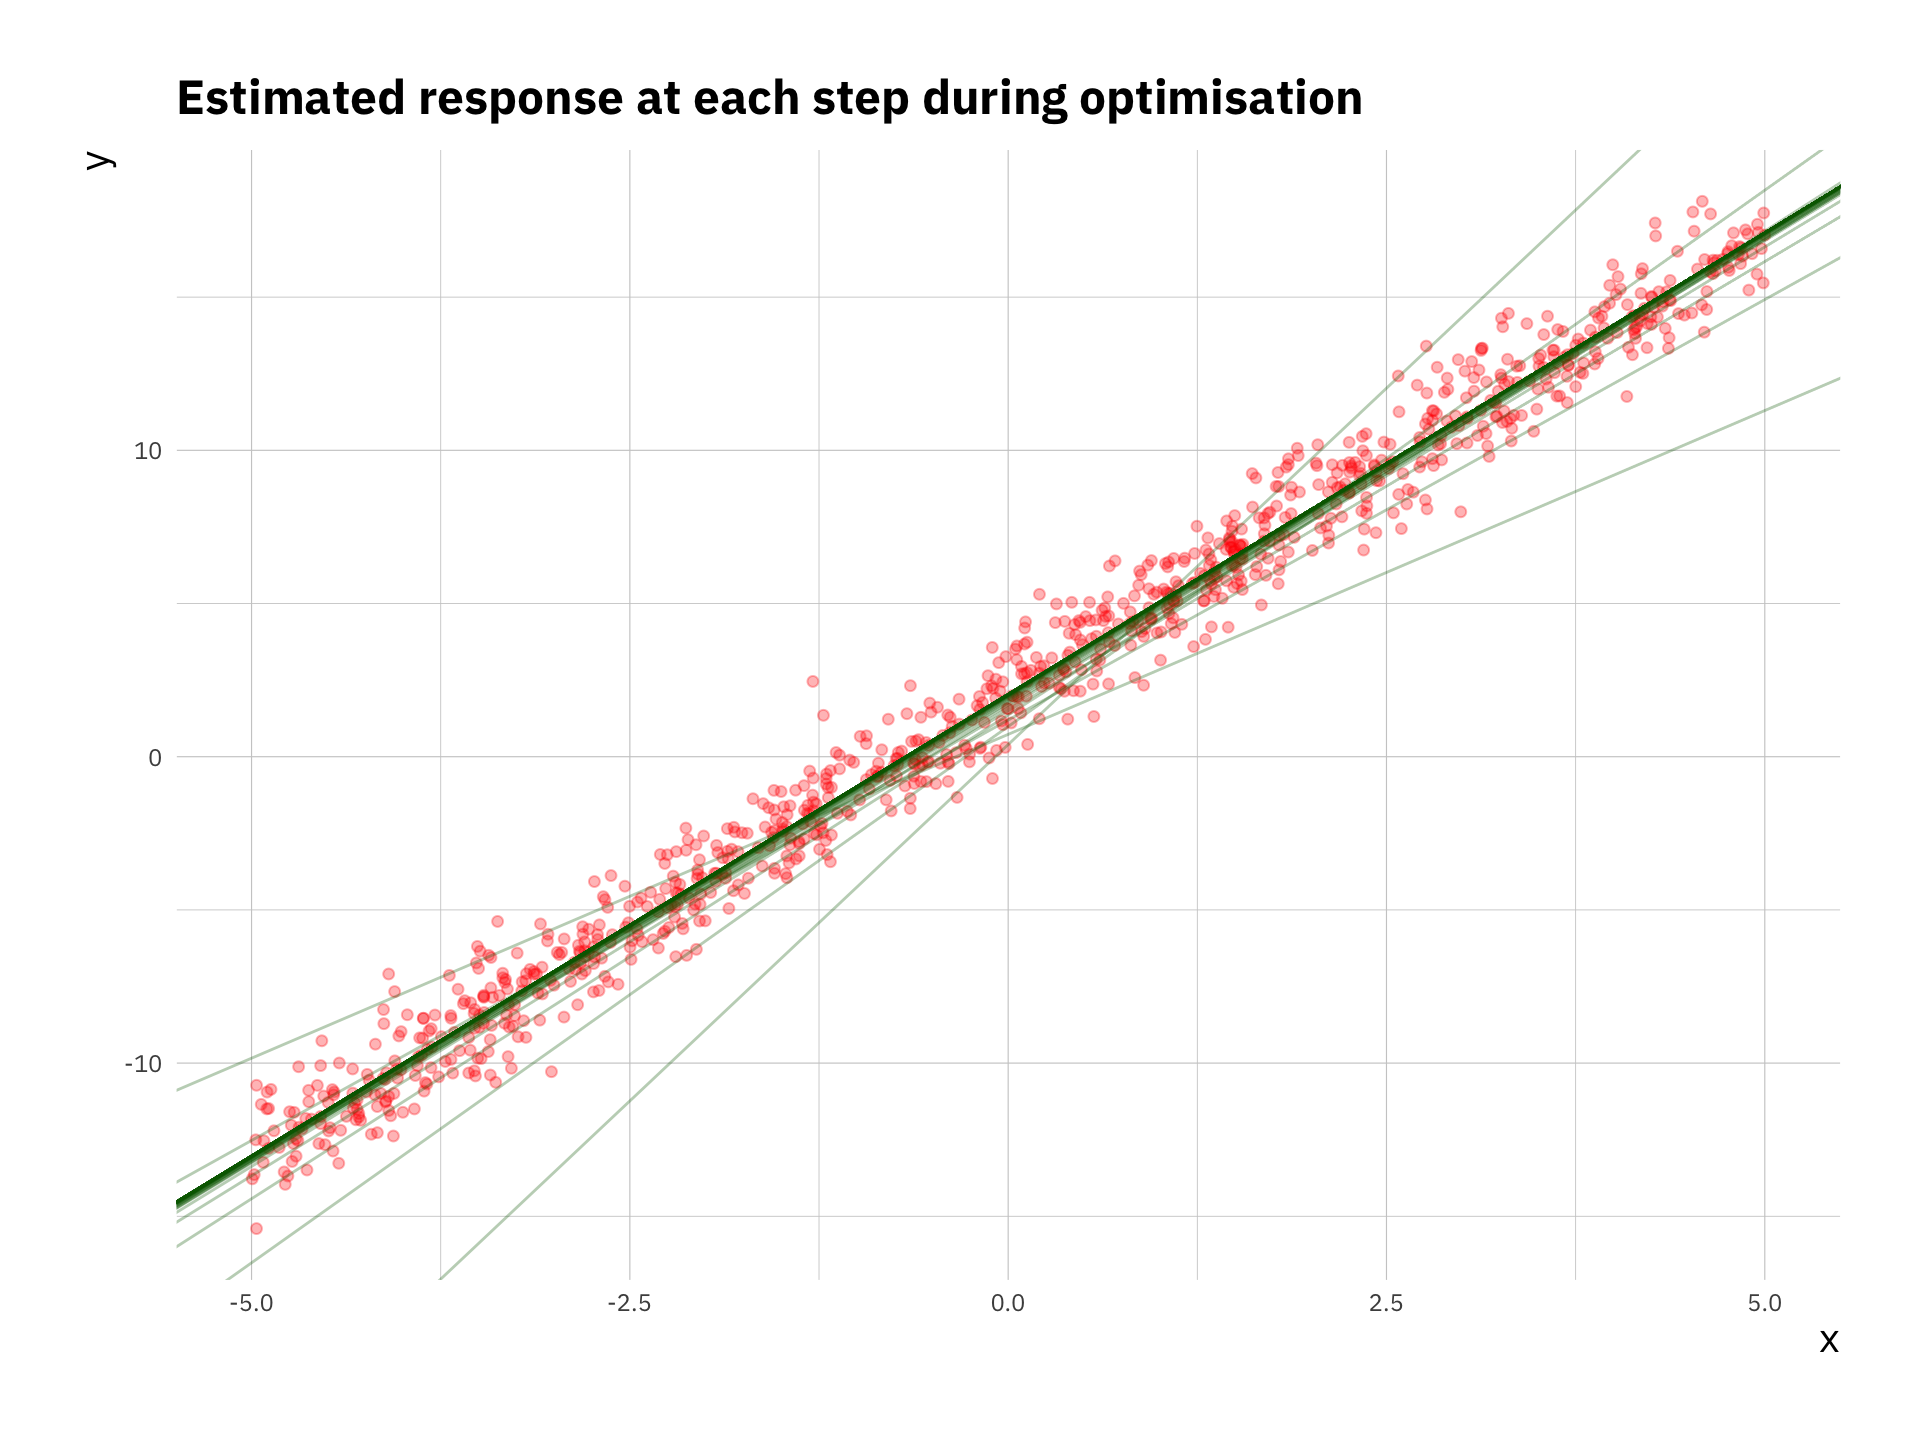 Estimated response at each step during optimisation
y
10
0
-10
-5.0 -2.5 0.0 2.5 5.0
x